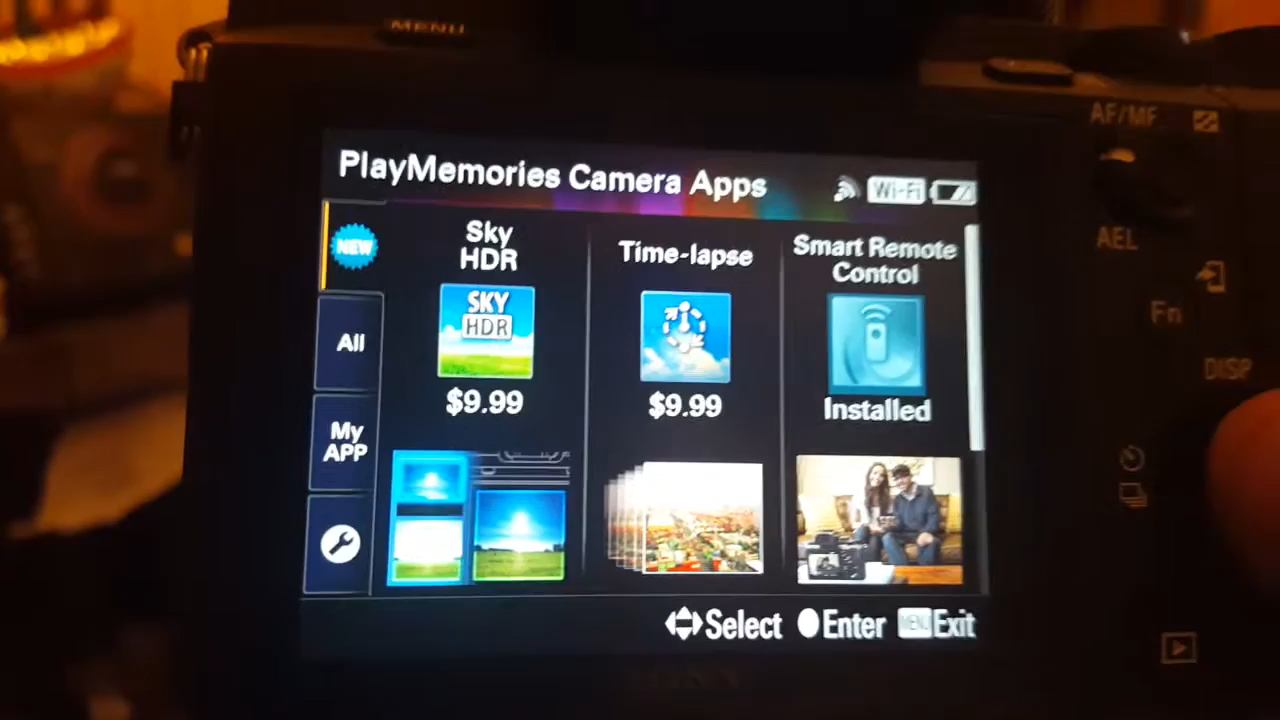 MENU
AF/MF
PlayMemories Camera Apps
Wi-Fi
NEW
Sky
HDR
Time-lapse
Smart Remote
Control
AEL
SKY
HDR
Fn
All
$9.99
$9.99
Installed
DISP
My
APP
Select
Enter
MENU
Exit